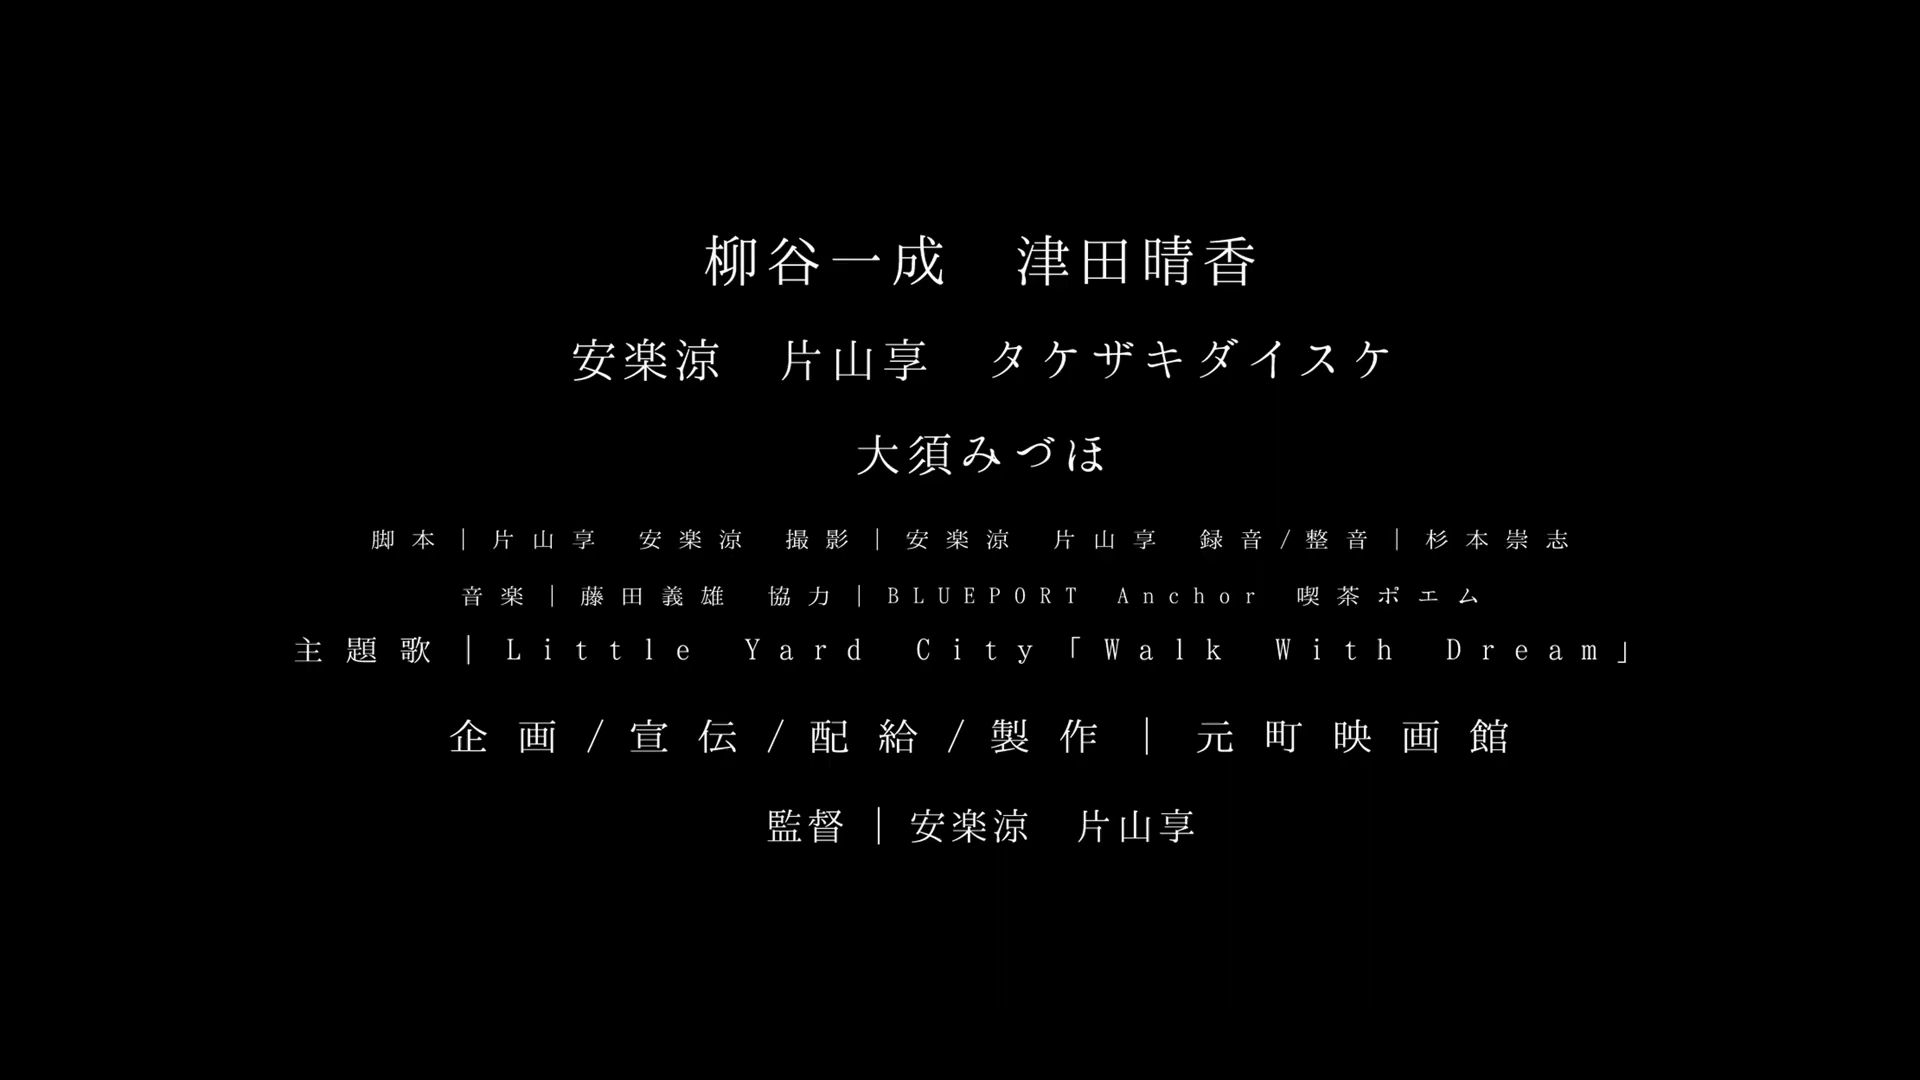 柳谷一成　津田晴香
安楽涼　片山享　タケザキダイスケ
大須みづほ
脚本｜片山享　安楽涼　撮影｜安楽涼　片山享　録音/整音｜杉本崇志
音楽｜藤田義雄　協力｜BLUEPORT Anchor 喫茶ポエム
主題歌｜Little Yard City「Walk With Dream」
企画/宣伝/配給/製作｜元町映画館
監督｜安楽涼　片山享